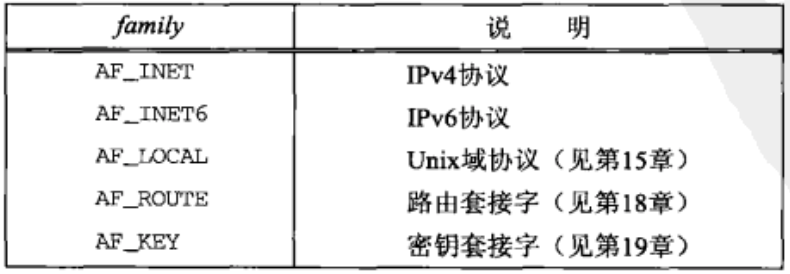 family 说 明
AF_INET IPv4协议
AF_INET6 IPv6协议
AF_LOCAL Unix域协议（见第15章）
AF_ROUTE 路由套接字（见第18章）
AF_KEY 密钥套接字（见第19章）